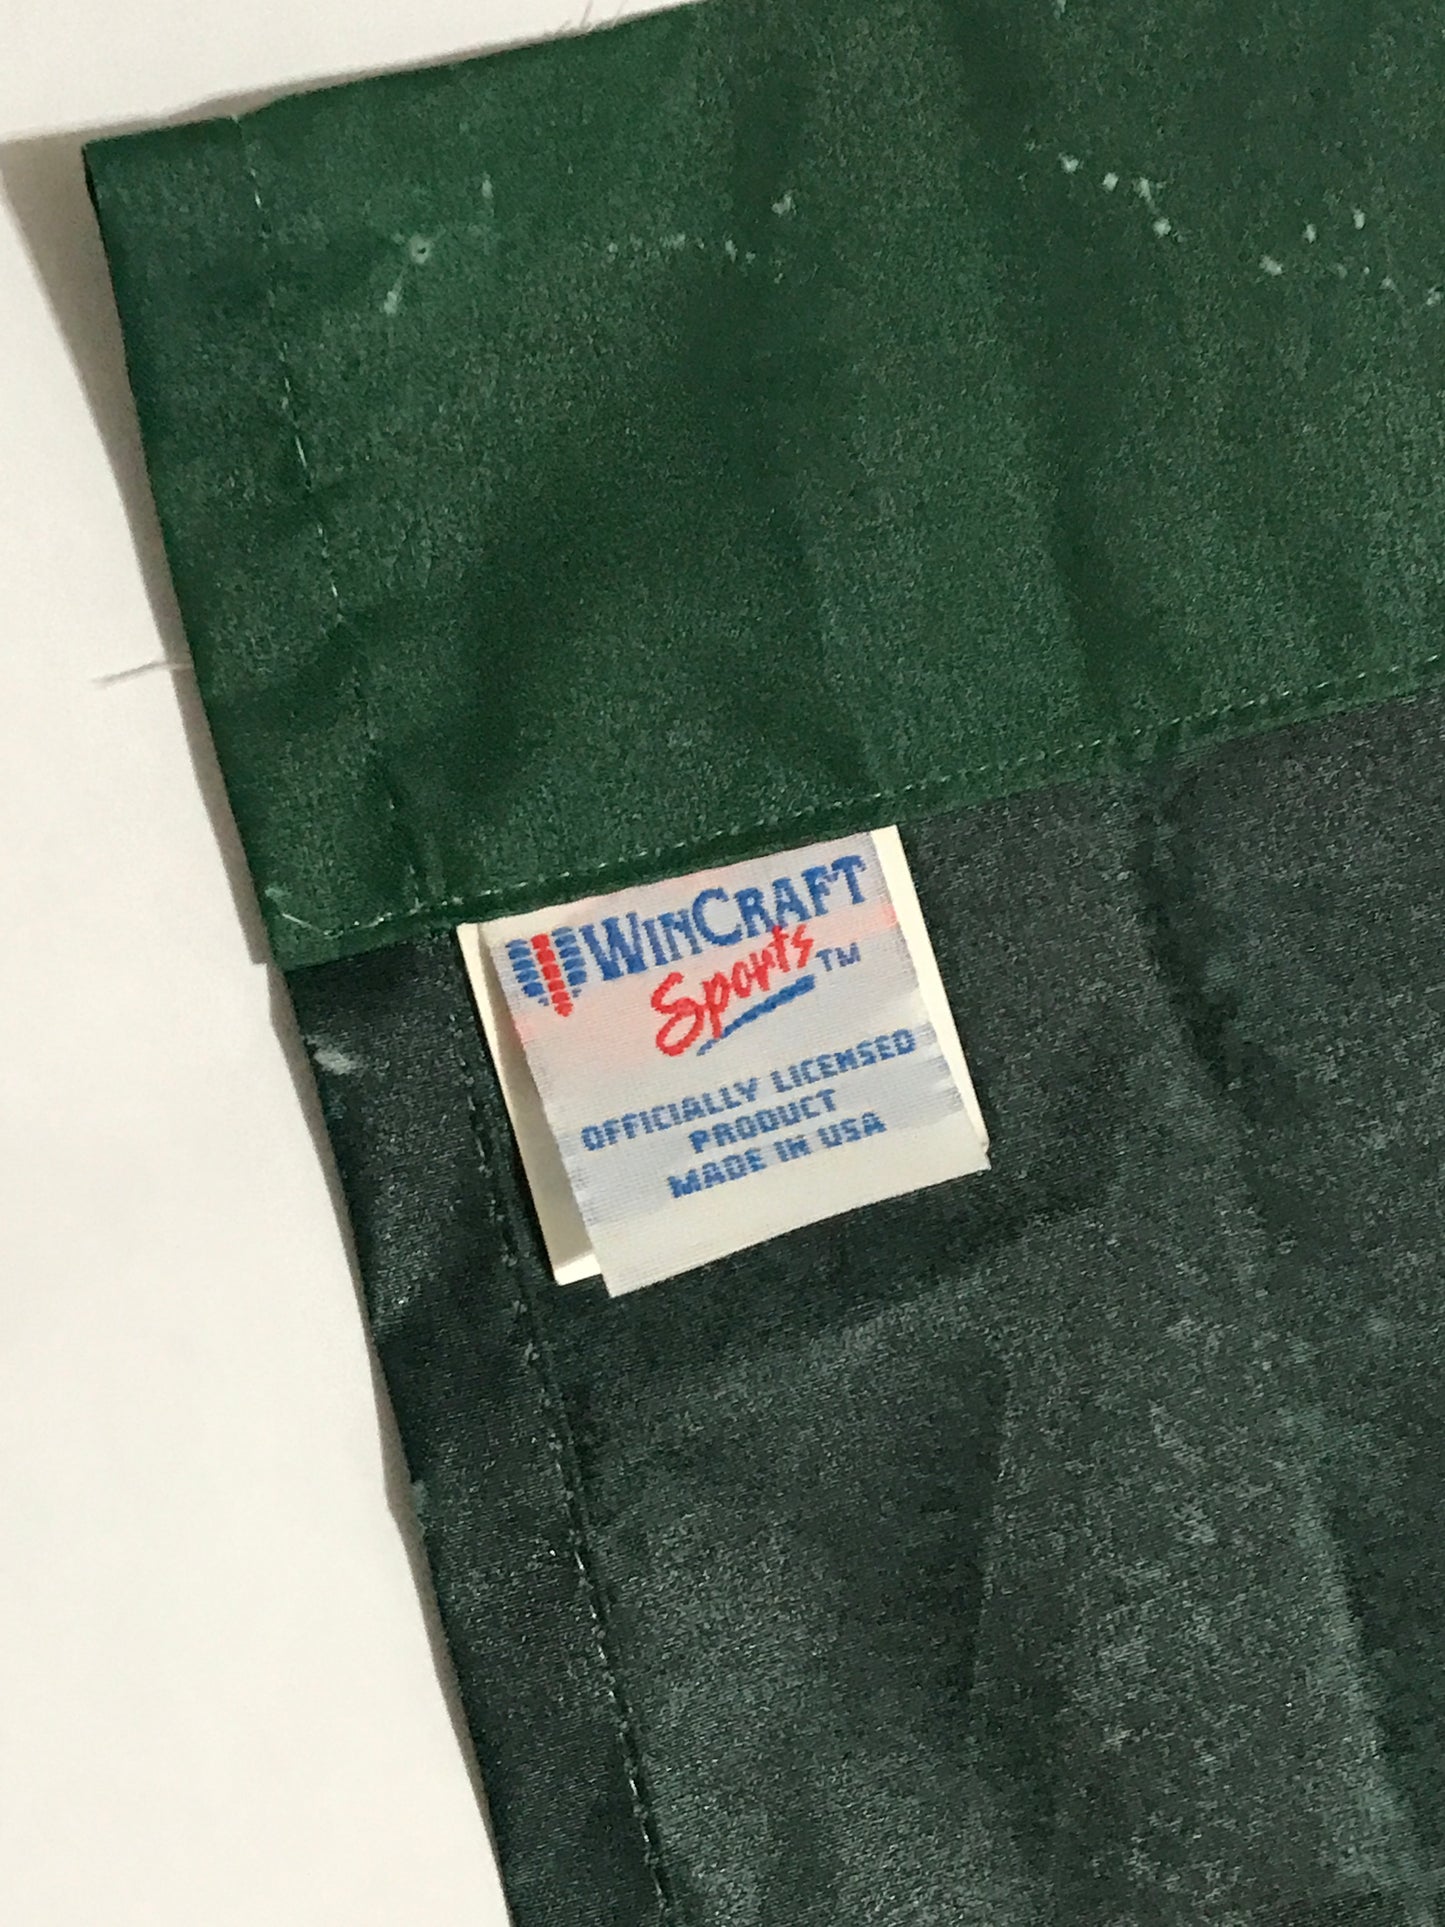 WINCRAFT
Sports™
OFFICIALLY LICENSED
PRODUCT
MADE IN USA